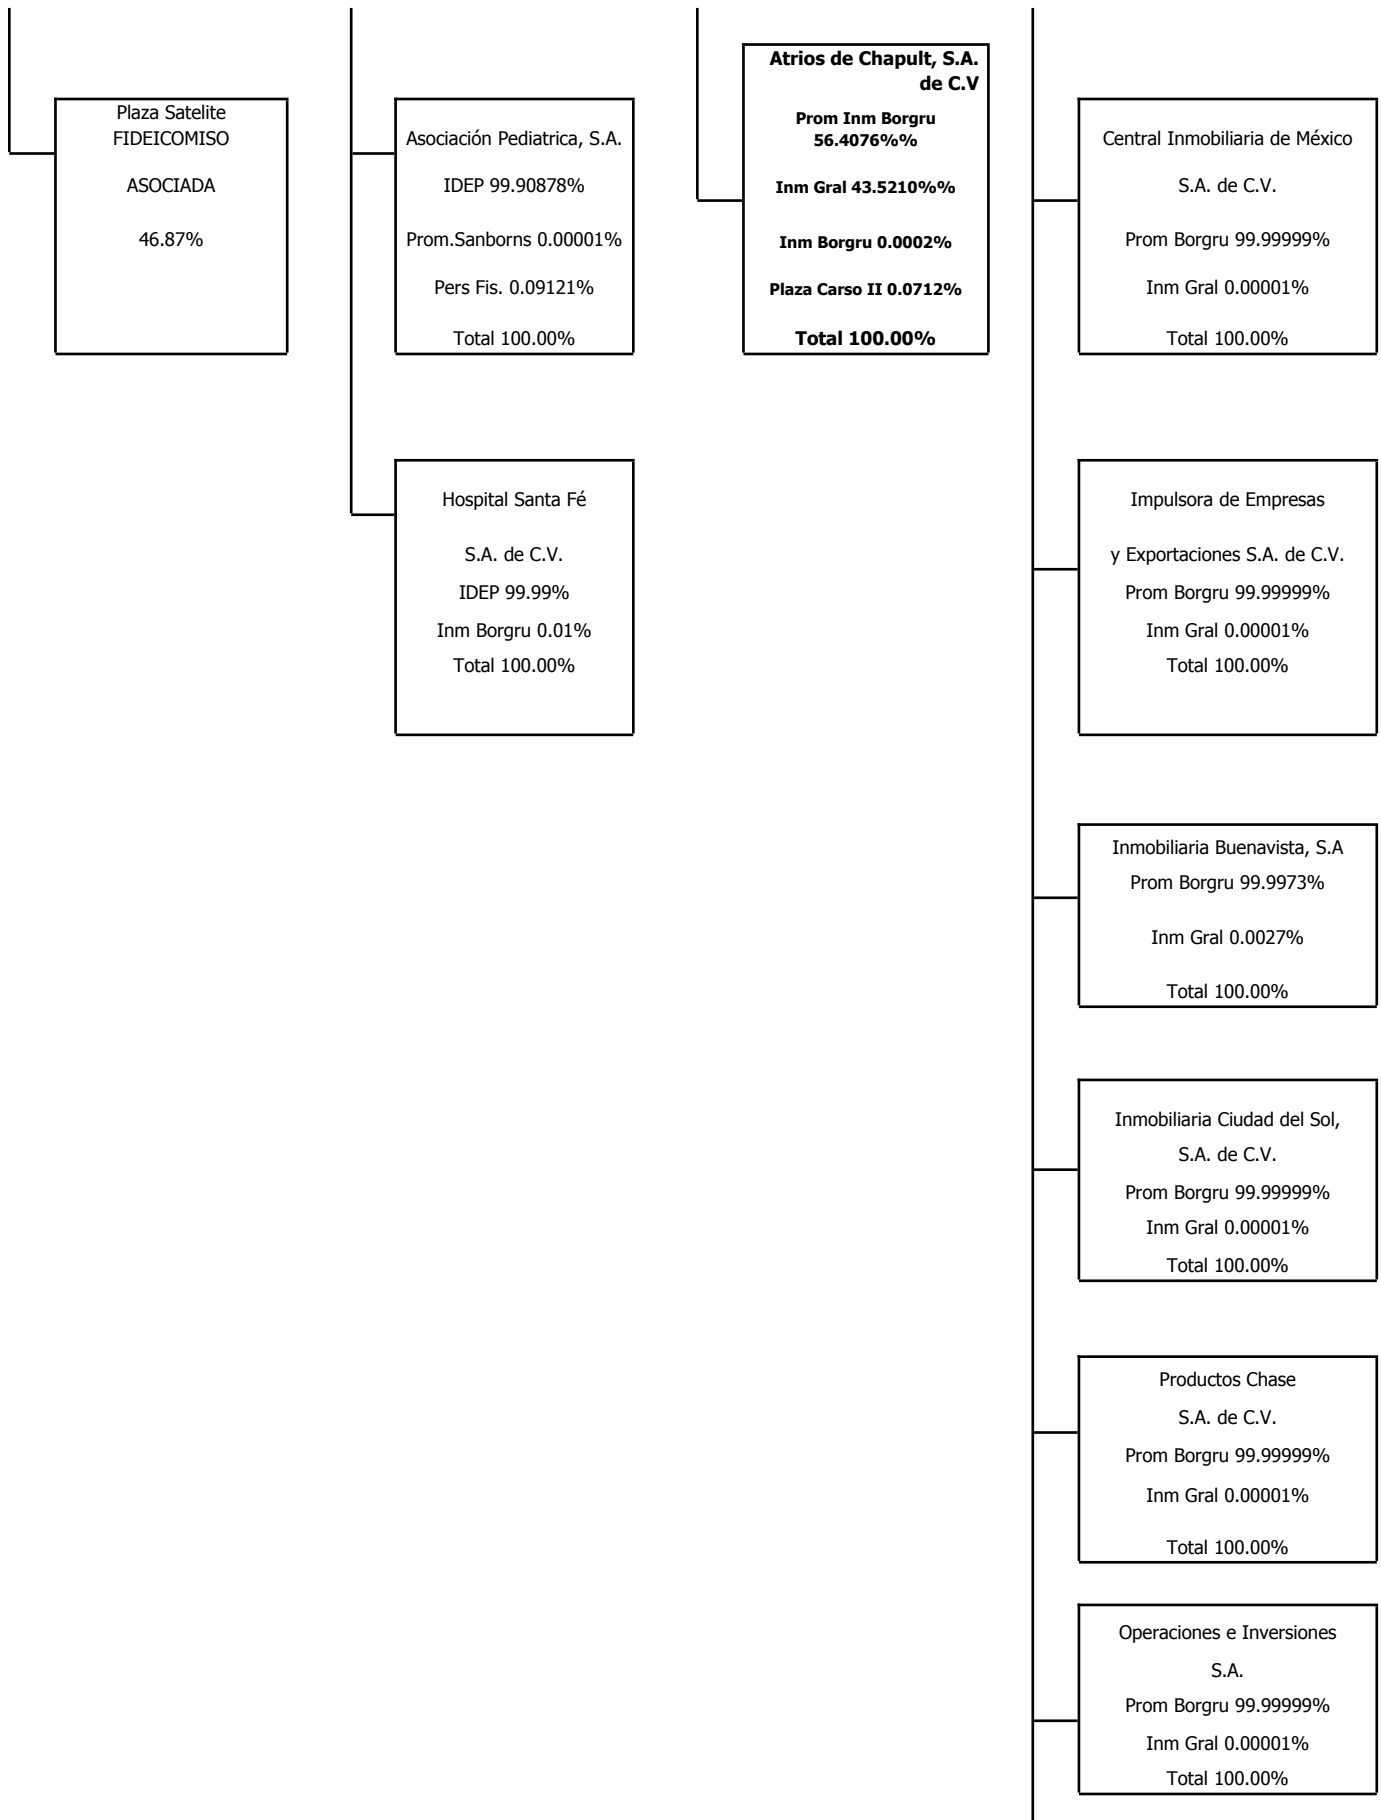 Plaza Satelite
FIDEICOMISO
ASOCIADA
46.87%
Asociación Pediatrica, S.A.
IDEP 99.90878%
Prom.Sanborns 0.00001%
Pers Fis. 0.09121%
Total 100.00%
Atrios de Chapult, S.A.
de C.V
Prom Inm Borgru
56.4076%%
Inm Gral 43.5210%%
Inm Borgru 0.0002%
Plaza Carso II 0.0712%
Total 100.00%
Central Inmobiliaria de México
S.A. de C.V.
Prom Borgru 99.99999%
Inm Gral 0.00001%
Total 100.00%
Hospital Santa Fé
S.A. de C.V.
IDEP 99.99%
Inm Borgru 0.01%
Total 100.00%
Impulsora de Empresas
y Exportaciones S.A. de C.V.
Prom Borgru 99.99999%
Inm Gral 0.00001%
Total 100.00%
Inmobiliaria Buenavista, S.A
Prom Borgru 99.9973%
Inm Gral 0.0027%
Total 100.00%
Inmobiliaria Ciudad del Sol,
S.A. de C.V.
Prom Borgru 99.99999%
Inm Gral 0.00001%
Total 100.00%
Productos Chase
S.A. de C.V.
Prom Borgru 99.99999%
Inm Gral 0.00001%
Total 100.00%
Operaciones e Inversiones
S.A.
Prom Borgru 99.99999%
Inm Gral 0.00001%
Total 100.00%